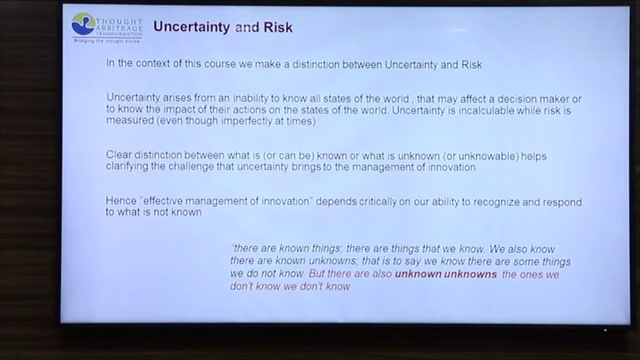 THOUGHT
ARBITRAGE
TRANSFORMATION
Bridging the thought divide
Uncertainty and Risk
In the context of this course we make a distinction between Uncertainty and Risk
Uncertainty arises from an inability to know all states of the world , that may affect a decision maker or
to know the impact of their actions on the states of the world. Uncertainty is incalculable while risk is
measured (even though imperfectly at times)
Clear distinction between what is (or can be) known or what is unknown (or unknowable) helps
clarifying the challenge that uncertainty brings to the management of innovation
Hence “effective management of innovation” depends critically on our ability to recognize and respond
to what is not known
“there are known things; there are things that we know. We also know
there are known unknowns; that is to say we know there are some things
we do not know. But there are also unknown unknowns the ones we
don't know we don't know